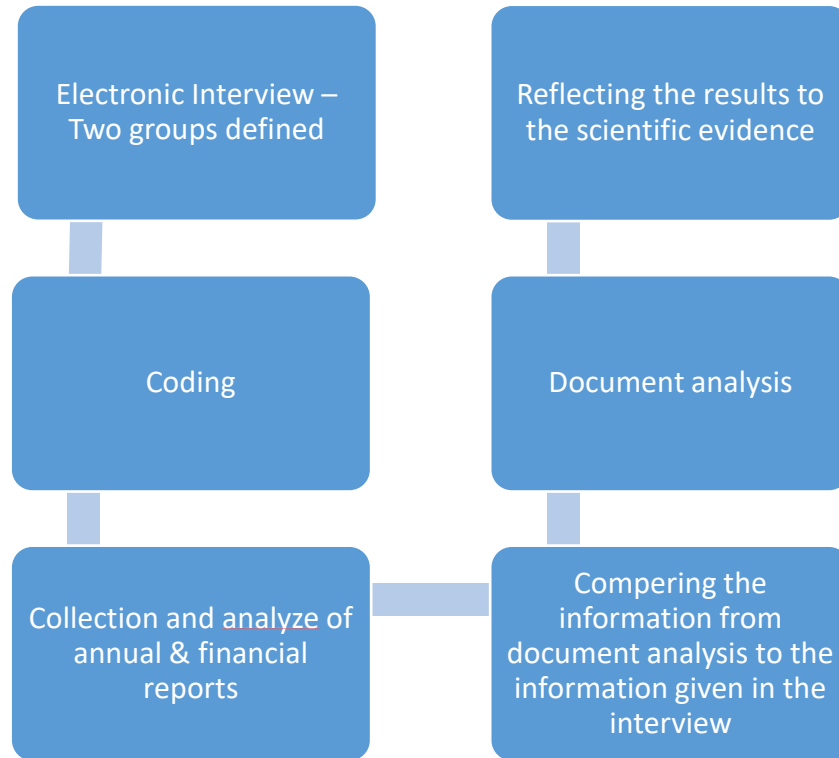 Electronic Interview –
Two groups defined
Coding
Collection and analyze of
annual & financial
reports
Compering the
information from
document analysis to the
information given in the
interview
Document analysis
Reflecting the results to
the scientific evidence